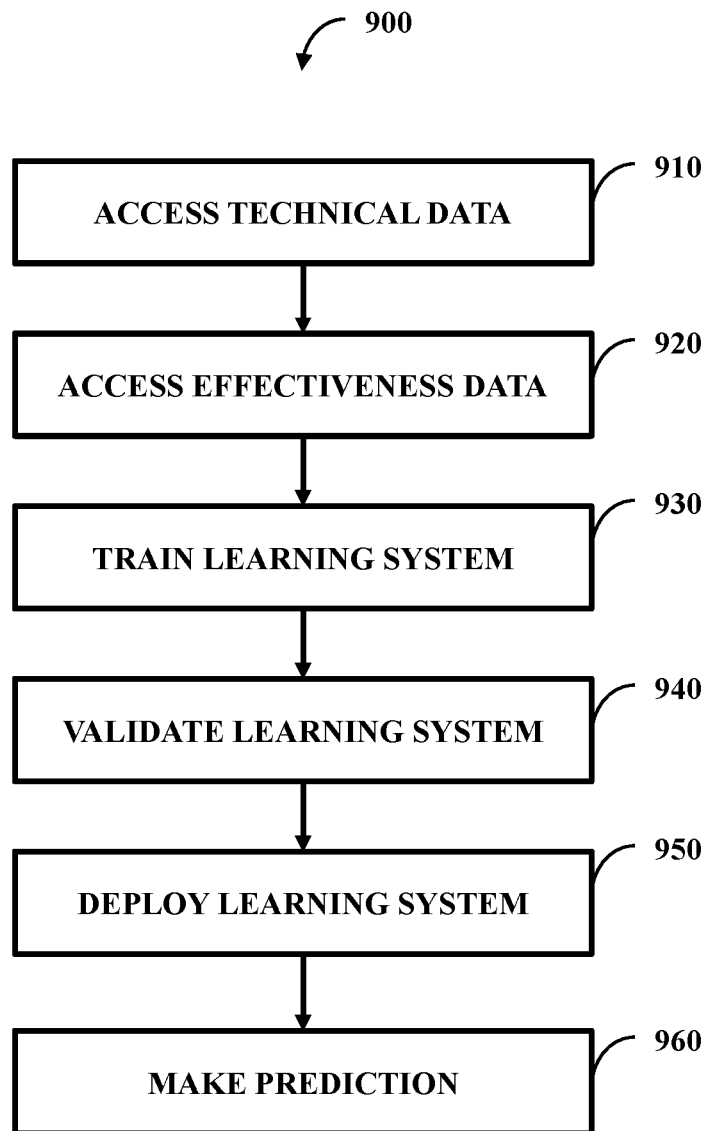 900
910
ACCESS TECHNICAL DATA
920
ACCESS EFFECTIVENESS DATA
930
TRAIN LEARNING SYSTEM
940
VALIDATE LEARNING SYSTEM
950
DEPLOY LEARNING SYSTEM
960
MAKE PREDICTION